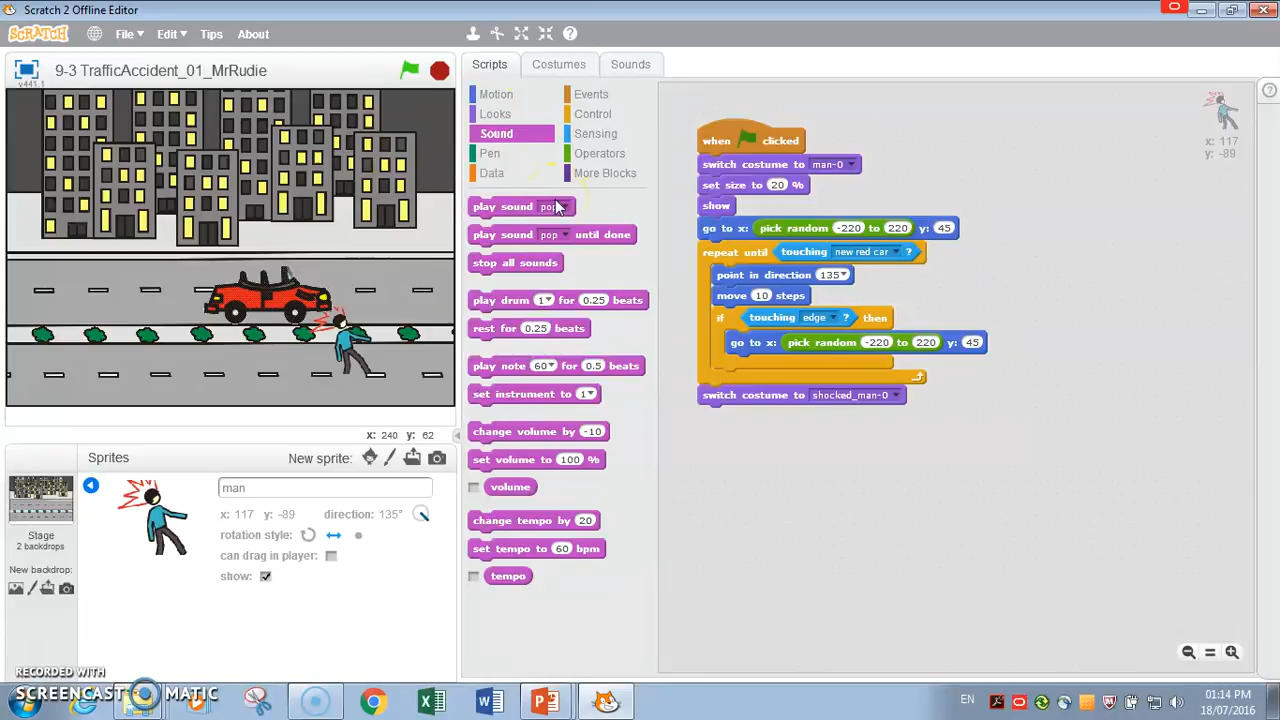 Scratch 2 Offline Editor
SCRATCH File Edit Tips About
9-3 TrafficAccident_01_MrRudie
v441.1
Scripts Costumes Sounds
Motion Events
Looks Control
Sound Sensing
Pen Operators
Data More Blocks
play sound pop
play sound pop until done
stop all sounds
play drum 1 for 0.25 beats
rest for 0.25 beats
play note 60 for 0.5 beats
set instrument to 1
change volume by -10
set volume to 100 %
volume
change tempo by 20
set tempo to 60 bpm
tempo
when clicked
switch costume to man-0
set size to 20 %
show
go to x: pick random -220 to 220 y: 45
repeat until touching new red car ?
point in direction 135
move 10 steps
if touching edge ? then
go to x: pick random -220 to 220 y: 45
switch costume to shocked_man-0
x: 117
y: -89
x: 240 y: 62
Sprites New sprite:
man
x: 117 y: -89 direction: 135°
rotation style:
can drag in player:
show:
Stage
2 backdrops
New backdrop:
RECORDED WITH
SCREENCAST MATIC
EN
01:14 PM
18/07/2016